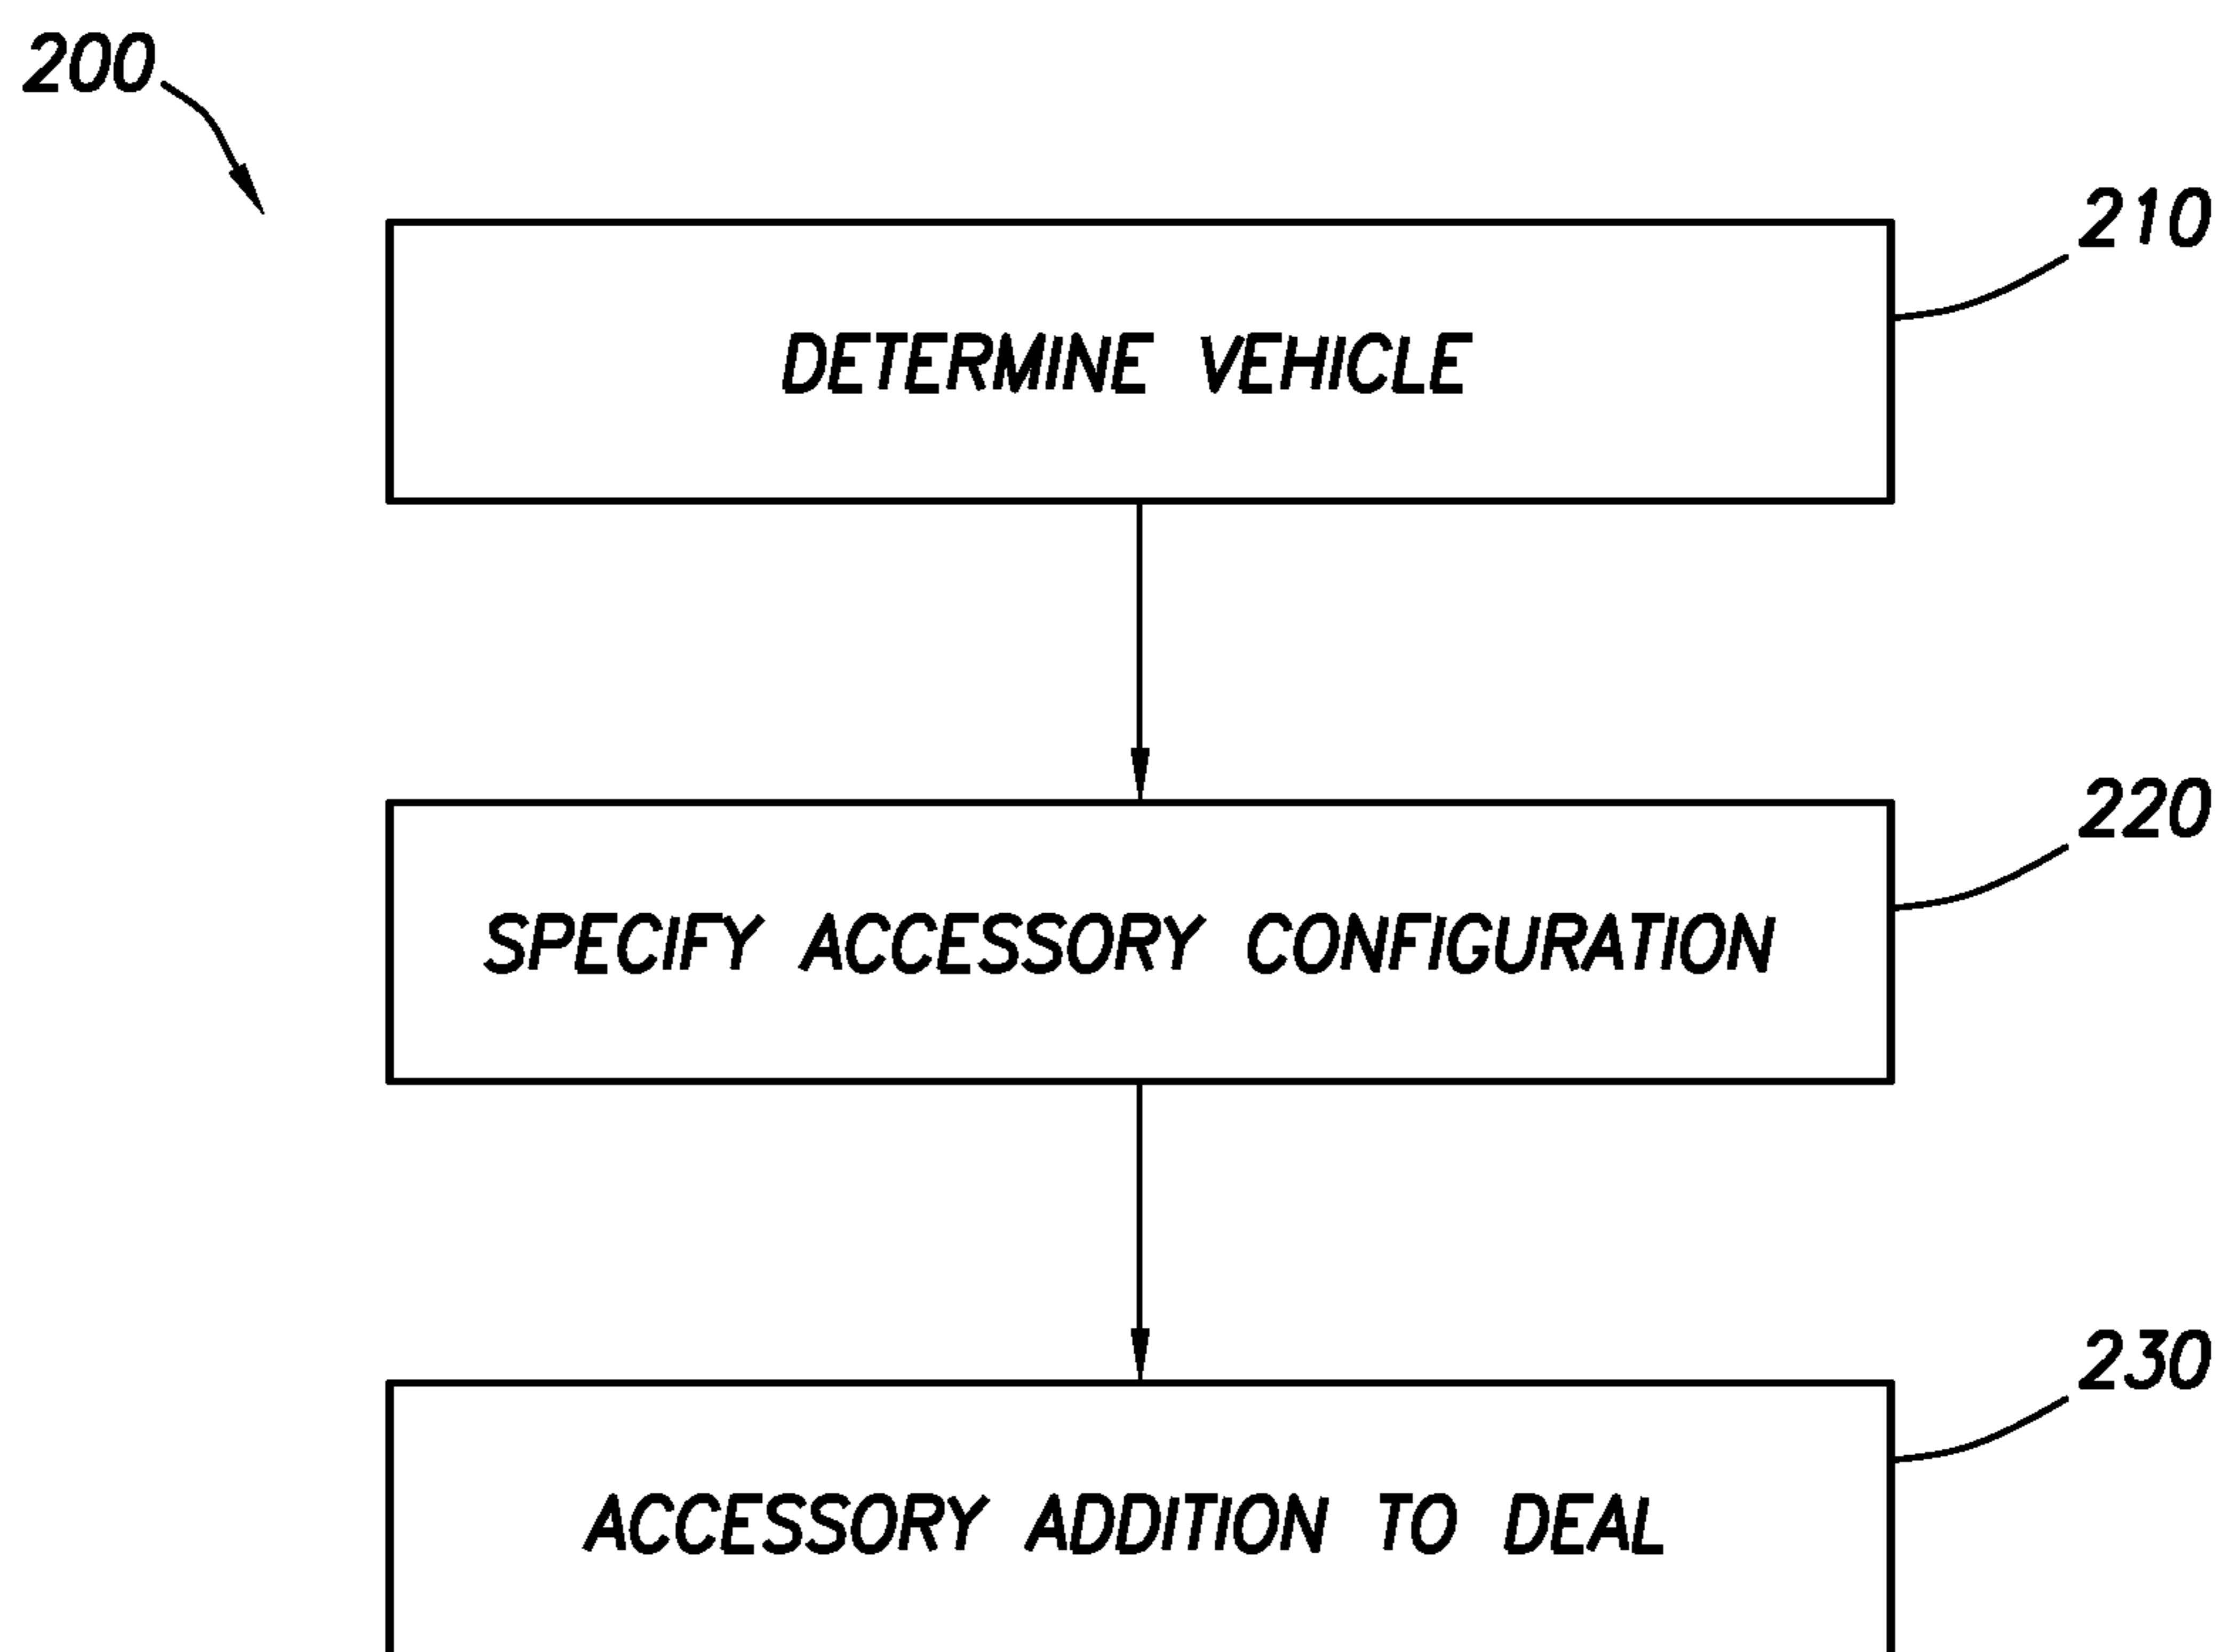 200
210
DETERMINE VEHICLE
220
SPECIFY ACCESSORY CONFIGURATION
230
ACCESSORY ADDITION TO DEAL